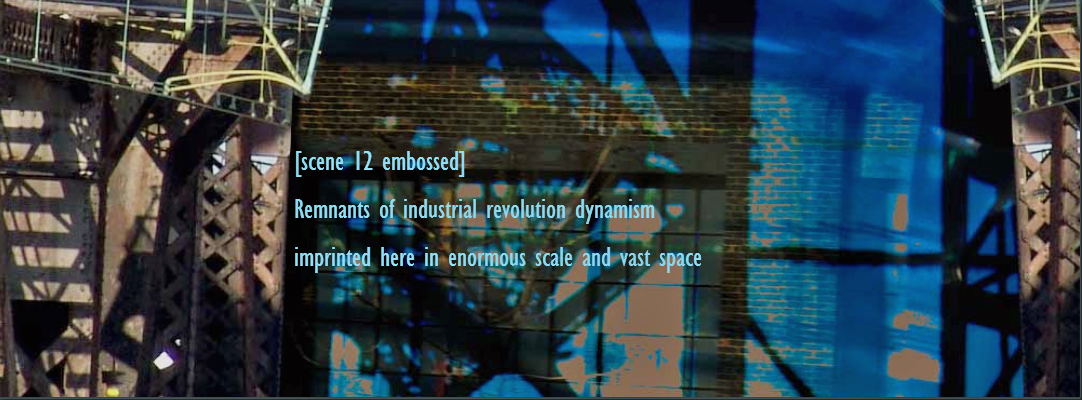 [scene 12 embossed]
Remnants of industrial revolution dynamism
imprinted here in enormous scale and vast space